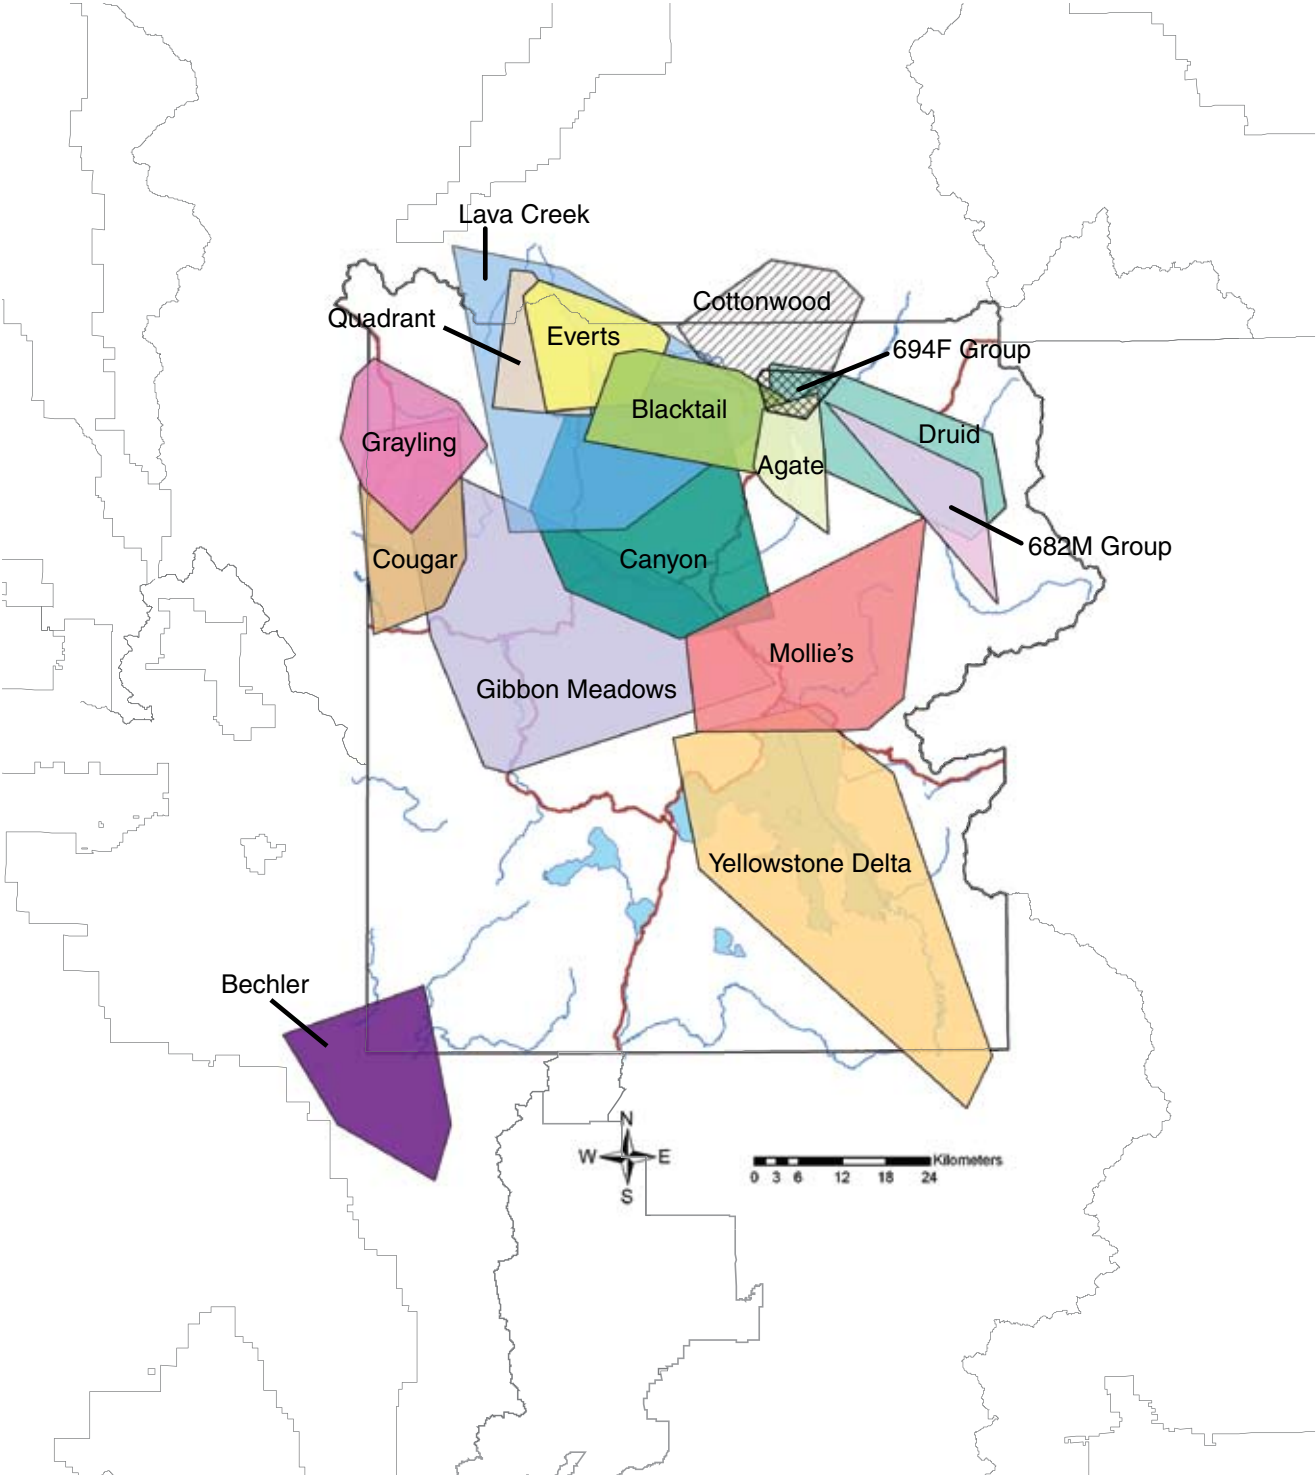 Lava Creek
Cottonwood
Quadrant
Everts
694F Group
Blacktail
Druid
Grayling
Agate
682M Group
Cougar
Canyon
Mollie's
Gibbon Meadows
Yellowstone Delta
Bechler
N
W E
S
Kilometers
0 3 6 12 18 24